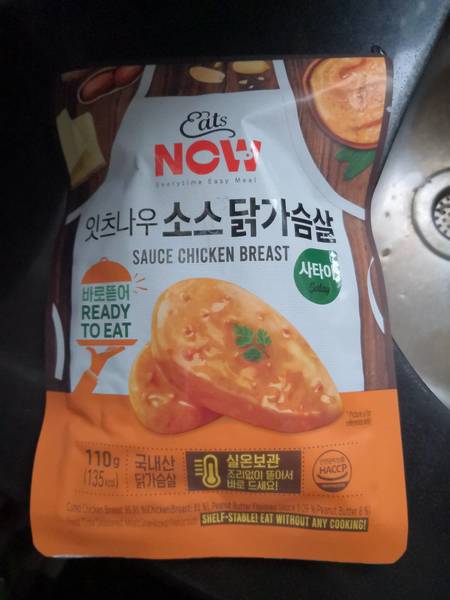 Eats
NOW
Everytime Easy Meal
잇츠나우 소스 닭가슴살
SAUCE CHICKEN BREAST
사타이
Satay
바로뜯어
READY
TO EAT
110g
(135kcal)
국내산
닭가슴살
실온보관
조리없이 뜯어서
바로 드세요!
HACCP
SHELF-STABLE! EAT WITHOUT ANY COOKING!